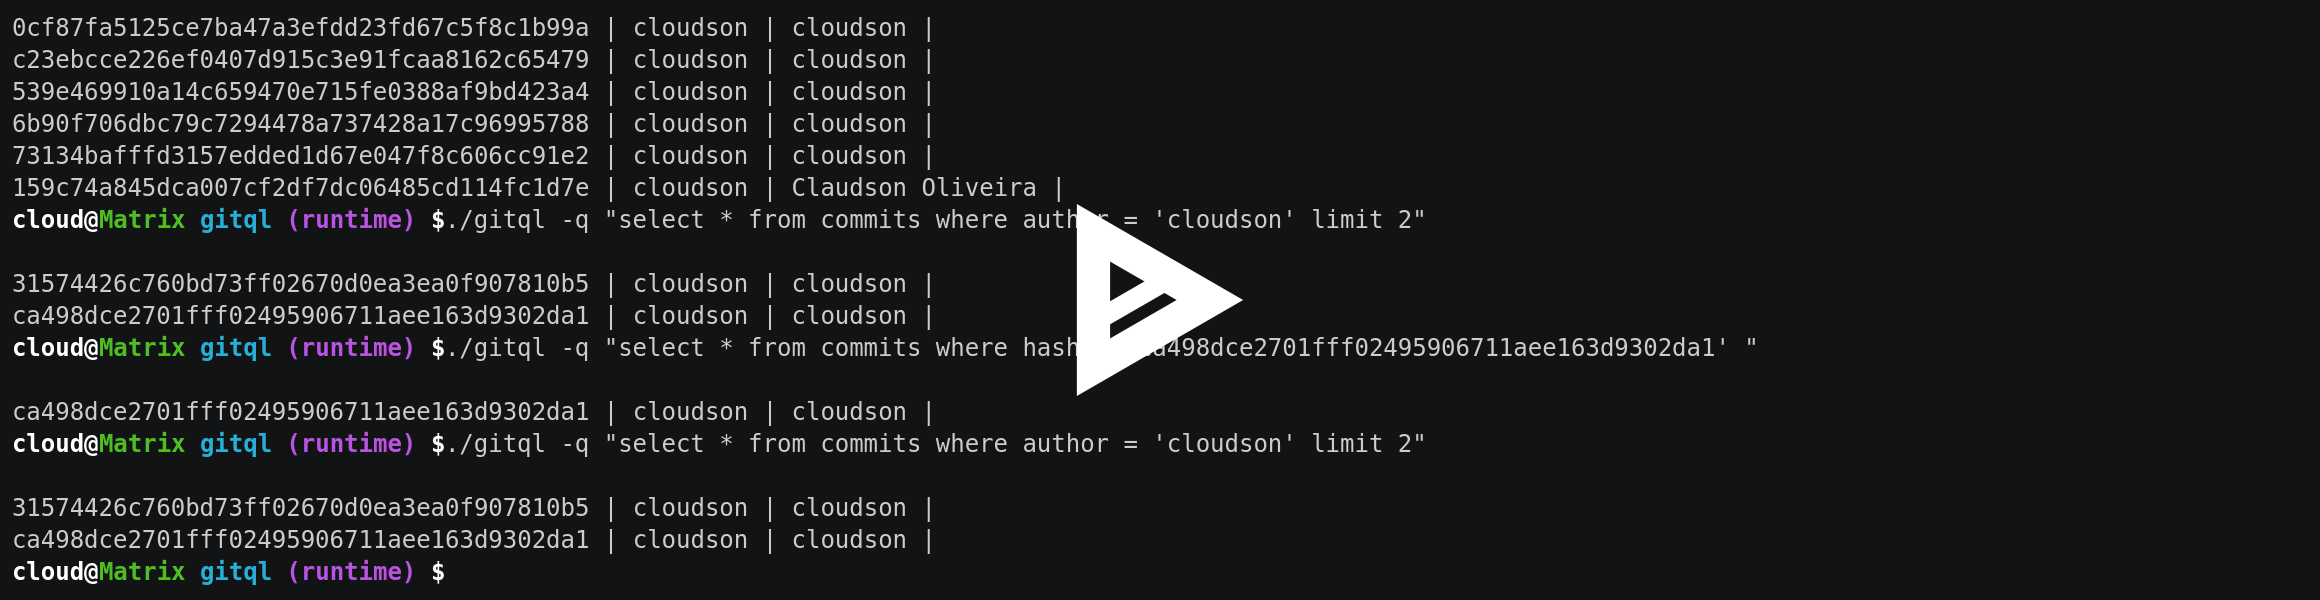 0cf87fa5125ce7ba47a3efdd23fd67c5f8c1b99a | cloudson | cloudson |
c23ebcce226ef0407d915c3e91fcaa8162c65479 | cloudson | cloudson |
539e469910a14c659470e715fe0388af9bd423a4 | cloudson | cloudson |
6b90f706dbc79c7294478a737428a17c96995788 | cloudson | cloudson |
73134bafffd3157edded1d67e047f8c606cc91e2 | cloudson | cloudson |
159c74a845dca007cf2df7dc06485cd114fc1d7e | cloudson | Claudson Oliveira |
cloud@Matrix gitql (runtime) $./gitql -q "select * from commits where author = 'cloudson' limit 2"
31574426c760bd73ff02670d0ea3ea0f907810b5 | cloudson | cloudson |
ca498dce2701fff02495906711aee163d9302da1 | cloudson | cloudson |
cloud@Matrix gitql (runtime) $./gitql -q "select * from commits where hash a498dce2701fff02495906711aee163d9302da1' "
ca498dce2701fff02495906711aee163d9302da1 | cloudson | cloudson |
cloud@Matrix gitql (runtime) $./gitql -q "select * from commits where author = 'cloudson' limit 2"
31574426c760bd73ff02670d0ea3ea0f907810b5 | cloudson | cloudson |
ca498dce2701fff02495906711aee163d9302da1 | cloudson | cloudson |
cloud@Matrix gitql (runtime) $